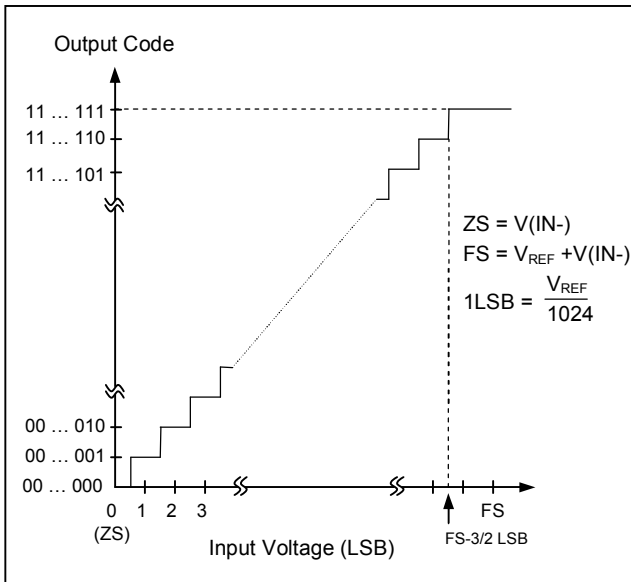 Output Code
11 ... 111
11 ... 110
11 ... 101
ZS = V(IN-)
FS = VREF +V(IN-)
1LSB = VREF
1024
00 ... 010
00 ... 001
00 ... 000
0 1 2 3 FS
(ZS)
FS-3/2 LSB
Input Voltage (LSB)